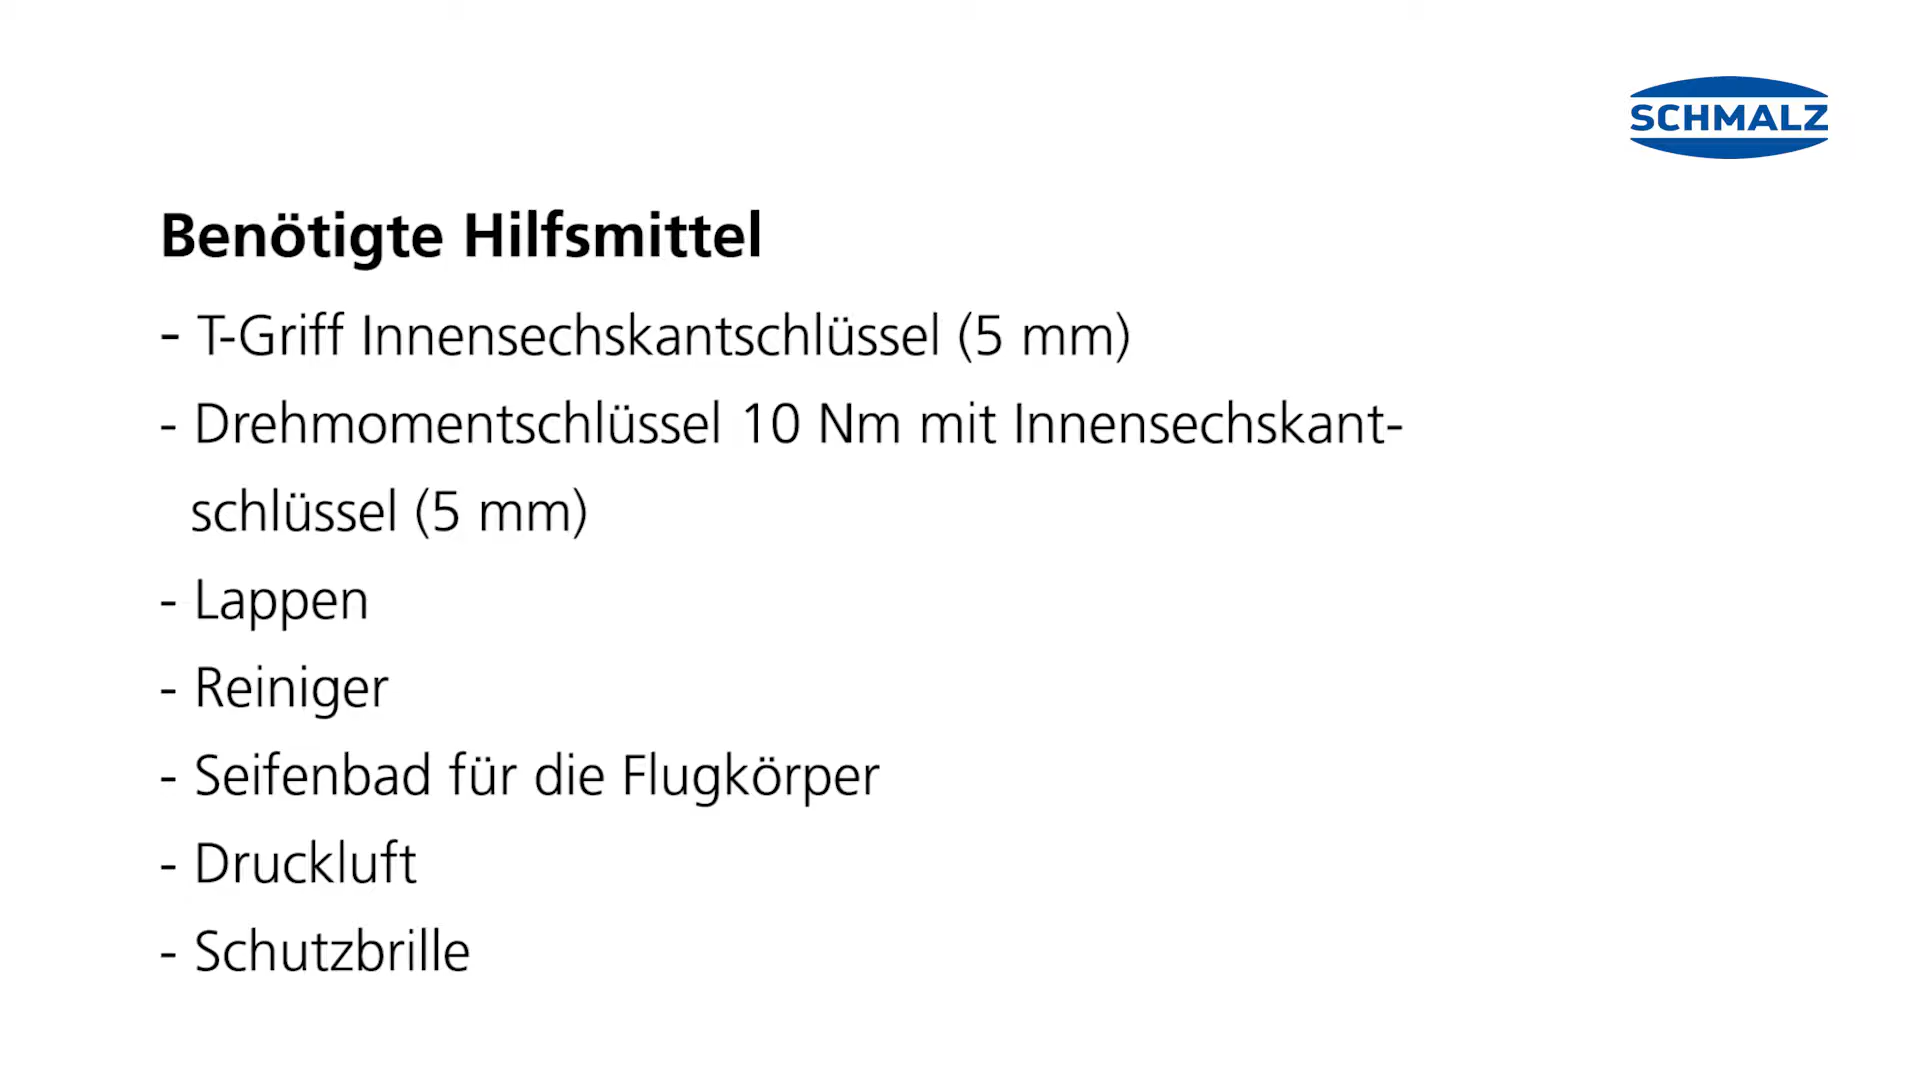 SCHMALZ
Benötigte Hilfsmittel
- T-Griff Innensechskantschlüssel (5 mm)
- Drehmomentschlüssel 10 Nm mit Innensechskant-
schlüssel (5 mm)
- Lappen
- Reiniger
- Seifenbad für die Flugkörper
- Druckluft
- Schutzbrille